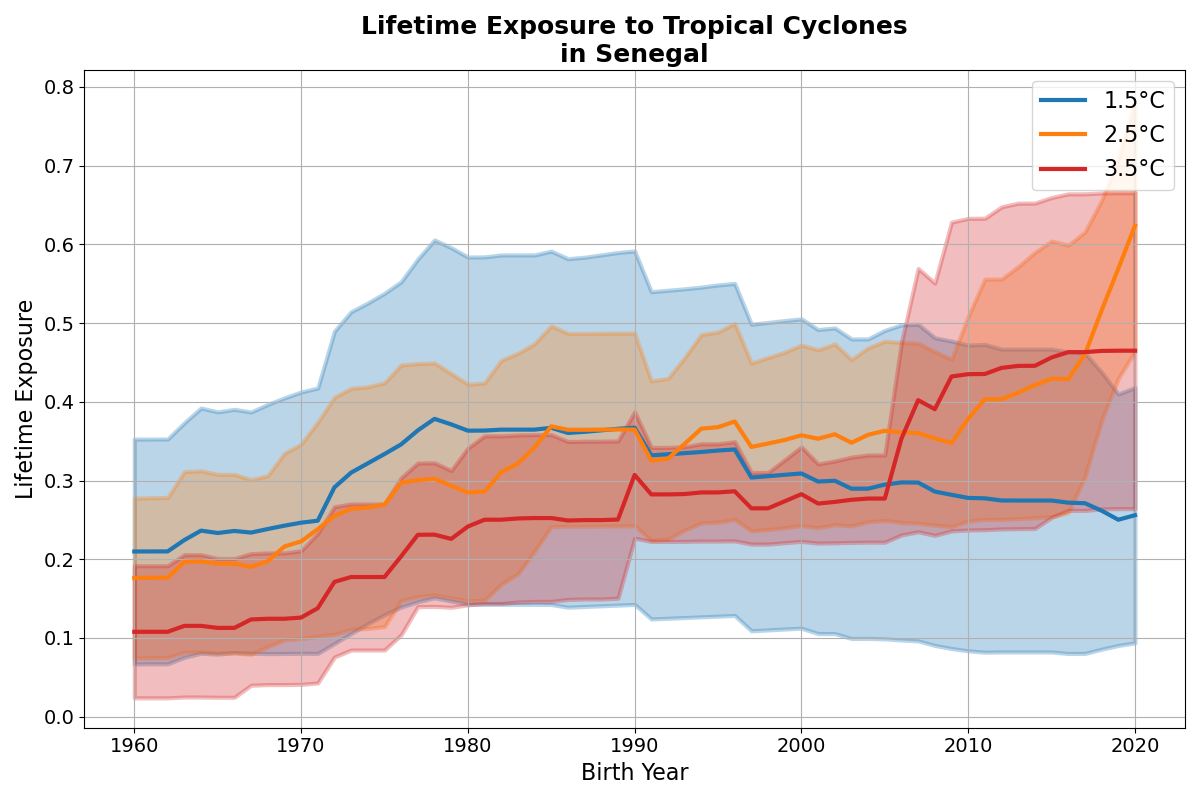 Lifetime Exposure to Tropical Cyclones
in Senegal
1.5°C
2.5°C
3.5°C
Lifetime Exposure
0.8
0.7
0.6
0.5
0.4
0.3
0.2
0.1
0.0
1960 1970 1980 1990 2000 2010 2020
Birth Year